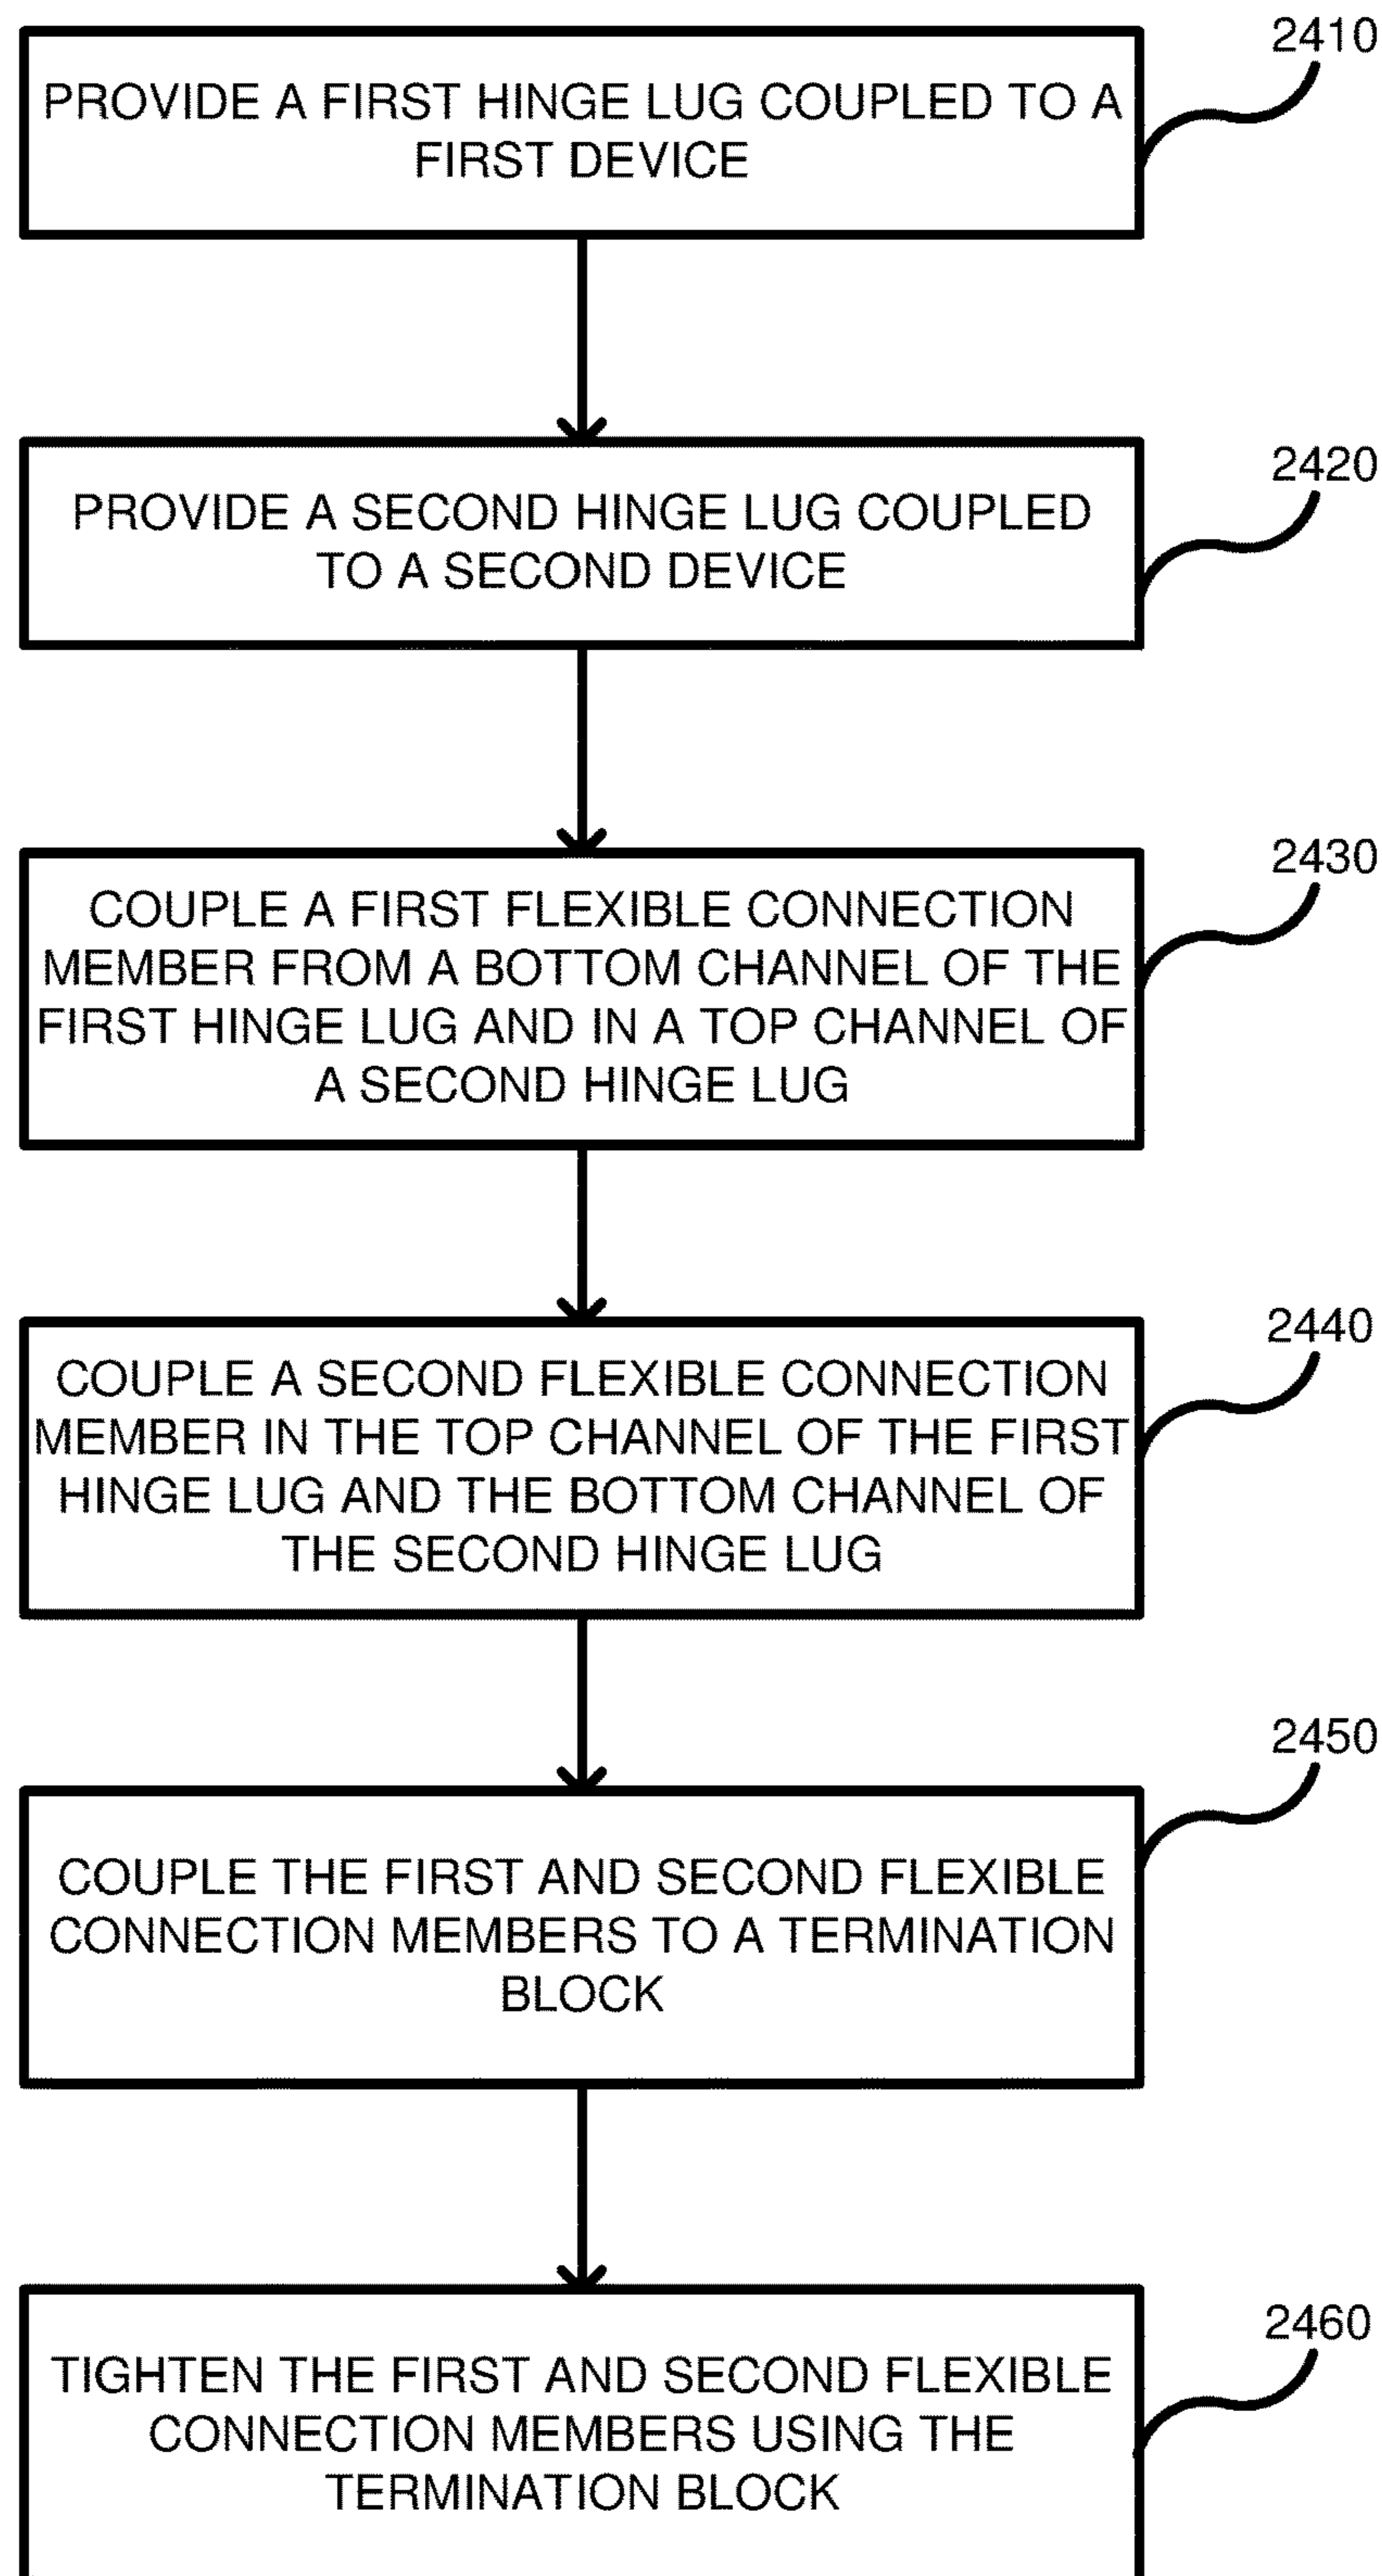 2410
PROVIDE A FIRST HINGE LUG COUPLED TO A
FIRST DEVICE
2420
PROVIDE A SECOND HINGE LUG COUPLED
TO A SECOND DEVICE
2430
COUPLE A FIRST FLEXIBLE CONNECTION
MEMBER FROM A BOTTOM CHANNEL OF THE
FIRST HINGE LUG AND IN A TOP CHANNEL OF
A SECOND HINGE LUG
2440
COUPLE A SECOND FLEXIBLE CONNECTION
MEMBER IN THE TOP CHANNEL OF THE FIRST
HINGE LUG AND THE BOTTOM CHANNEL OF
THE SECOND HINGE LUG
2450
COUPLE THE FIRST AND SECOND FLEXIBLE
CONNECTION MEMBERS TO A TERMINATION
BLOCK
2460
TIGHTEN THE FIRST AND SECOND FLEXIBLE
CONNECTION MEMBERS USING THE
TERMINATION BLOCK